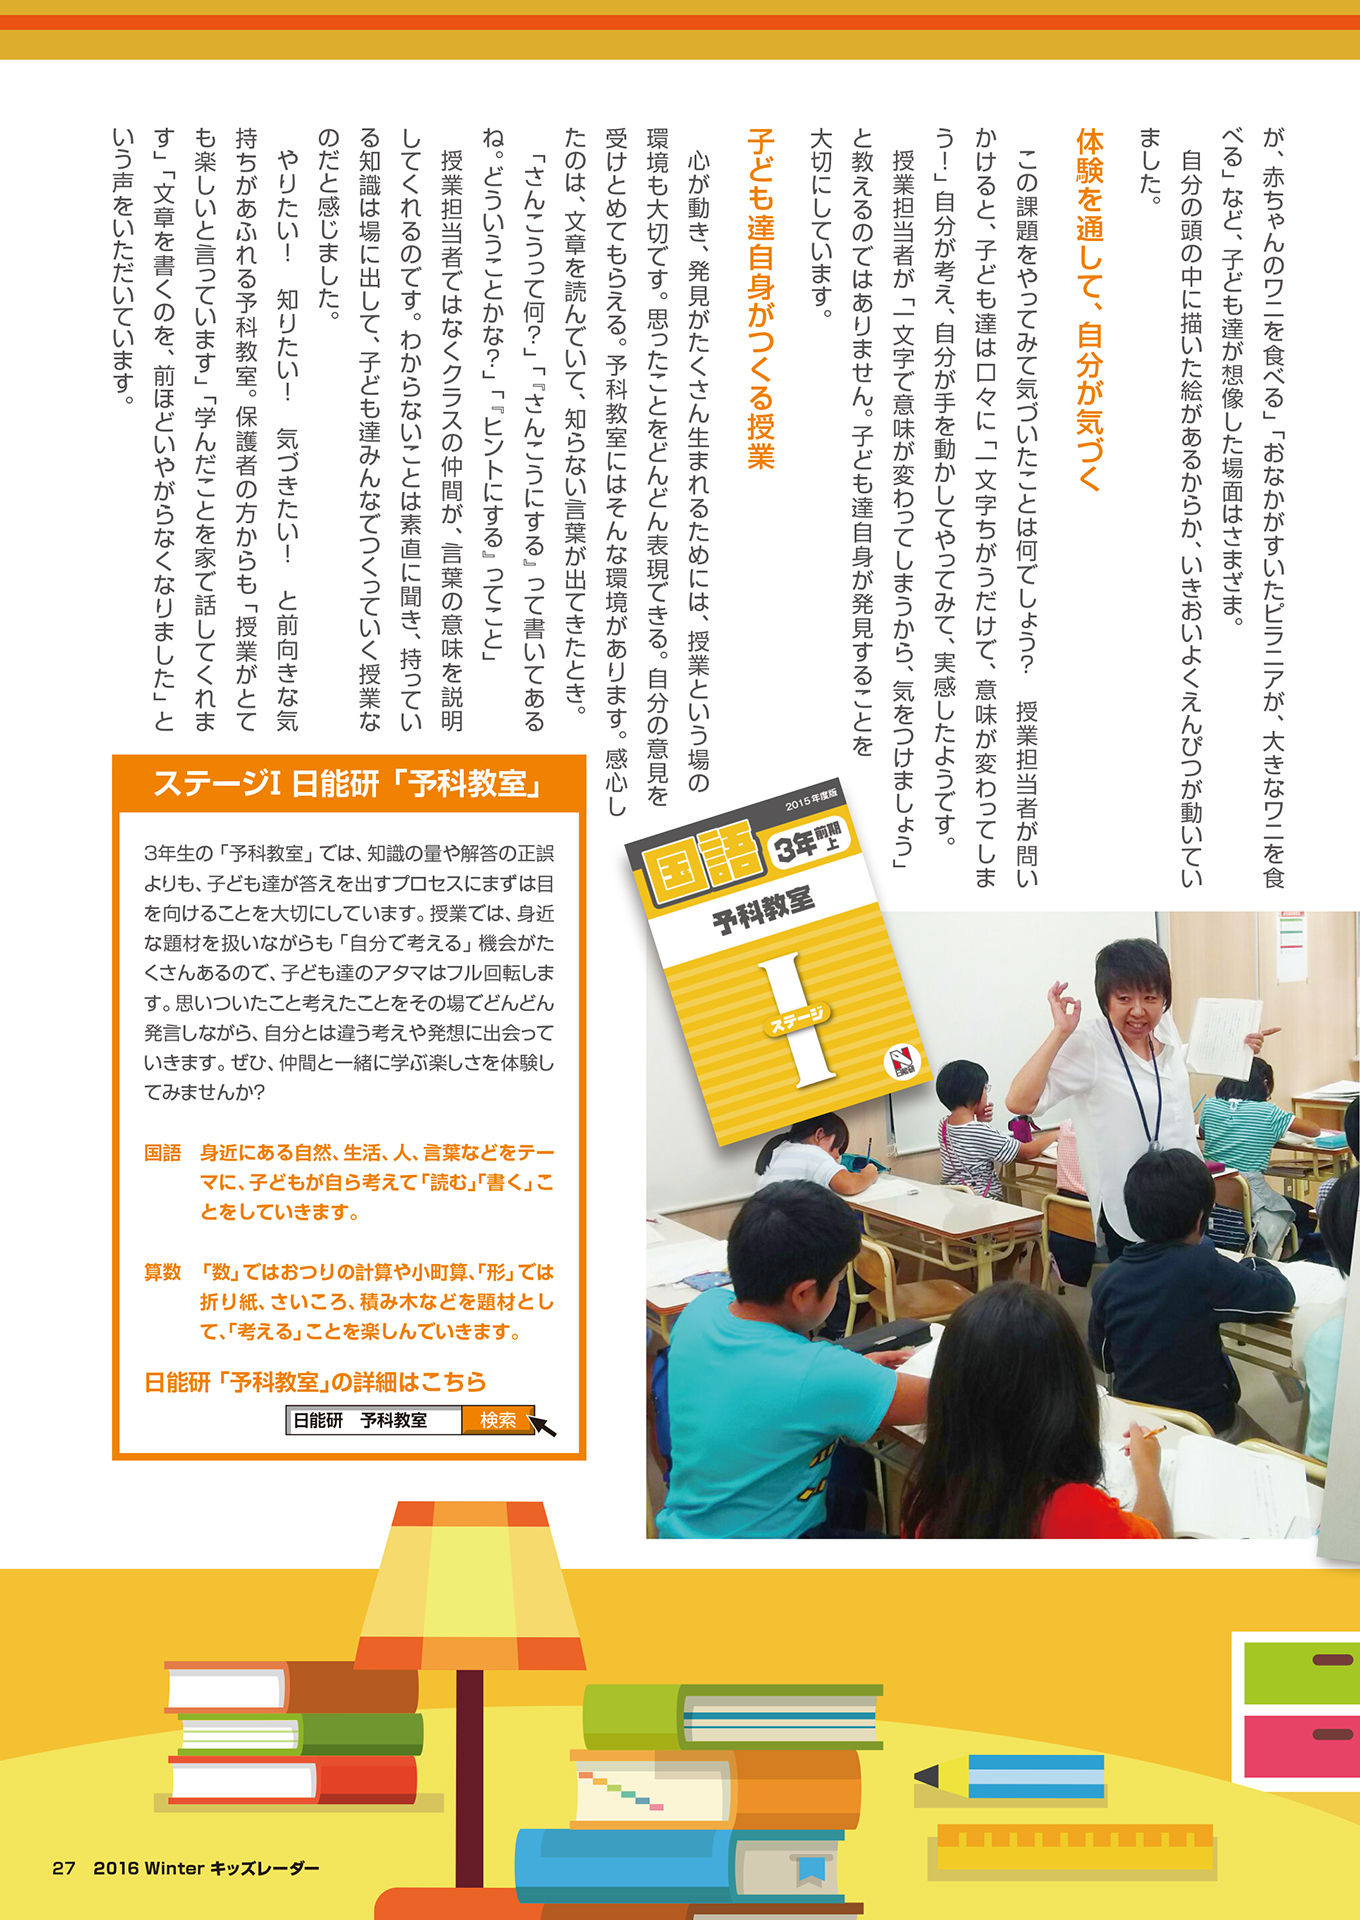 が、赤ちゃんのワニを食べる」「おなかがすいたピラニアが、大きなワニを食
べる」など、子ども達が想像した場面はさまざま。
自分の頭の中に描いた絵があるからか、いきおいよくえんぴつが動いてい
ました。
体験を通して、自分が気づく
この課題をやってみて気づいたことは何でしょう？　授業担当者が問い
かけると、子ども達は口々に「一文字ちがうだけで、意味が変わってしま
う！」自分が考え、自分が手を動かしてやってみて、実感したようです。
授業担当者が「一文字で意味が変わってしまうから、気をつけましょう」
と教えるのではありません。子ども達自身が発見することを
大切にしています。
子ども達自身がつくる授業
心が動き、発見がたくさん生まれるためには、授業という場の
環境も大切です。思ったことをどんどん表現できる。自分の意見を
受けとめてもらえる。予科教室にはそんな環境があります。感心し
たのは、文章を読んでいて、知らない言葉が出てきたとき。
「さんこうって何？」「『さんこうにする』って書いてある
ね。どういうことかな？」「『ヒントにする』ってこと」
授業担当者ではなくクラスの仲間が、言葉の意味を説明
してくれるのです。わからないことは素直に聞き、持ってい
る知識は場に出して、子ども達みんなでつくっていく授業な
のだと感じました。
やりたい！　知りたい！　気づきたい！　と前向きな気
持ちがあふれる予科教室。保護者の方からも「授業がとて
も楽しいと言っています」「学んだことを家で話してくれま
す」「文章を書くのを、前ほどいやがらなくなりました」と
いう声をいただいています。
2015年度版
国語
3年 前期 上
予科教室
I
ステージ
N
日能研
ステージI 日能研「予科教室」
3年生の「予科教室」では、知識の量や解答の正誤
よりも、子ども達が答えを出すプロセスにまずは目
を向けることを大切にしています。授業では、身近
な題材を扱いながらも「自分で考える」機会がた
くさんあるので、子ども達のアタマはフル回転しま
す。思いついたこと考えたことをその場でどんどん
発言しながら、自分とは違う考えや発想に出会って
いきます。ぜひ、仲間と一緒に学ぶ楽しさを体験し
てみませんか?
国語　身近にある自然、生活、人、言葉などをテー
マに、子どもが自ら考えて「読む」「書く」こ
とをしていきます。
算数　「数」ではおつりの計算や小町算、「形」では
折り紙、さいころ、積み木などを題材とし
て、「考える」ことを楽しんでいきます。
日能研「予科教室」の詳細はこちら
日能研　予科教室　検索
27　2016 Winter キッズレーダー